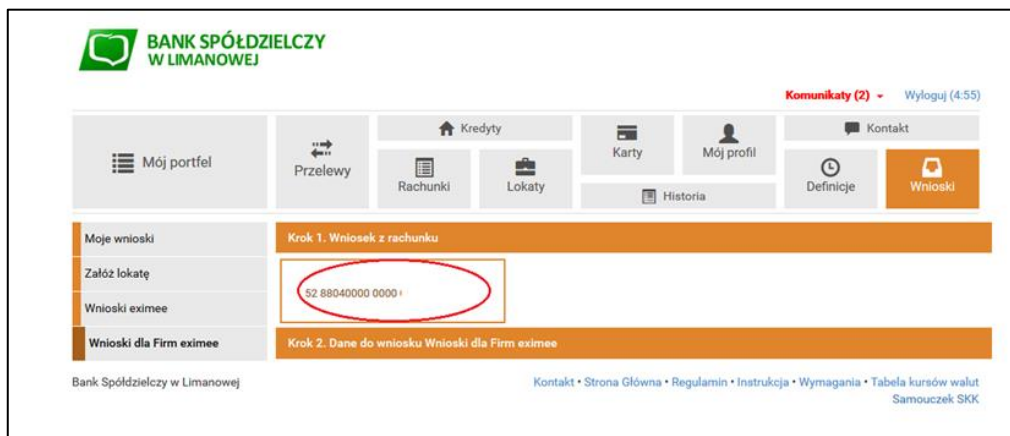 BANK SPÓŁDZIELCZY
W LIMANOWEJ
Komunikaty (2)
Wyloguj (4:55)
Mój portfel
Przelewy
Kredyty
Rachunki
Lokaty
Karty
Mój profil
Historia
Kontakt
Definicje
Wnioski
Moje wnioski
Załóż lokatę
Wnioski eximee
Wnioski dla Firm eximee
Krok 1. Wniosek z rachunku
52 88040000 0000
Krok 2. Dane do wniosku Wnioski dla Firm eximee
Bank Spółdzielczy w Limanowej
Kontakt • Strona Główna • Regulamin • Instrukcja • Wymagania • Tabela kursów walut
Samouczek SKK